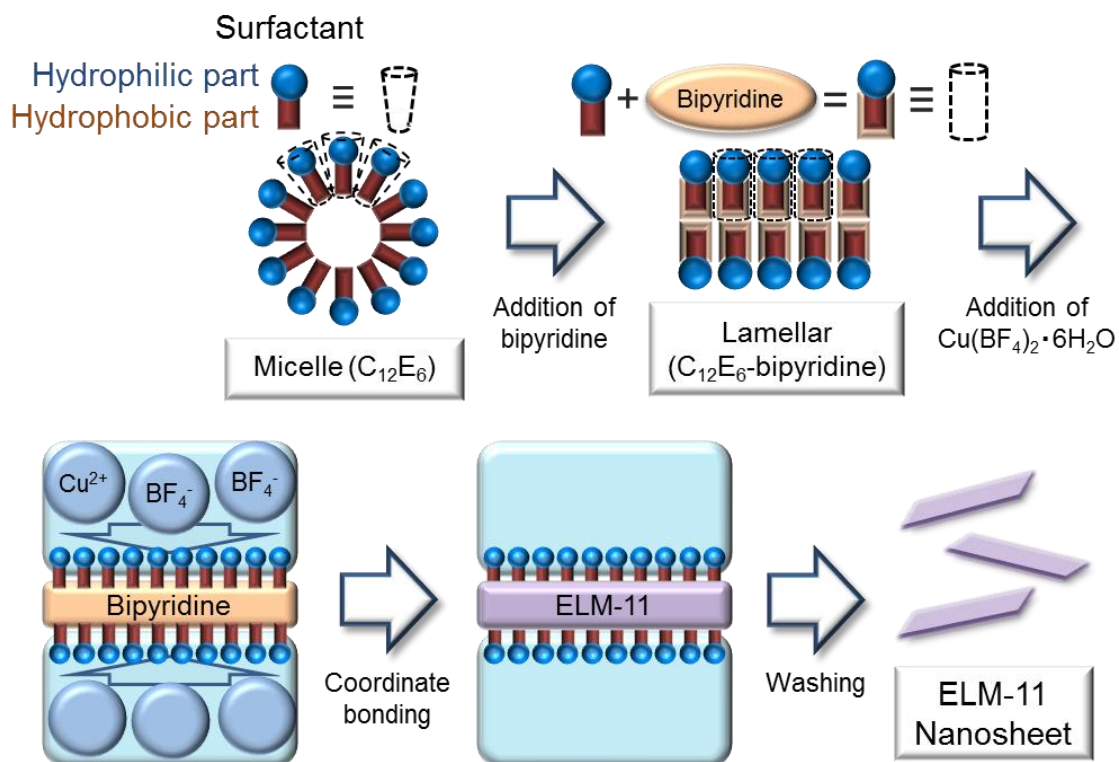 Surfactant
Hydrophilic part
Hydrophobic part
≡
+
Bipyridine
=
≡
Addition of
bipyridine
Addition of
Cu(BF₄)₂・6H₂O
Micelle (C₁₂E₆)
Lamellar
(C₁₂E₆-bipyridine)
Cu²⁺
BF₄⁻
BF₄⁻
Bipyridine
Coordinate
bonding
ELM-11
Washing
ELM-11
Nanosheet